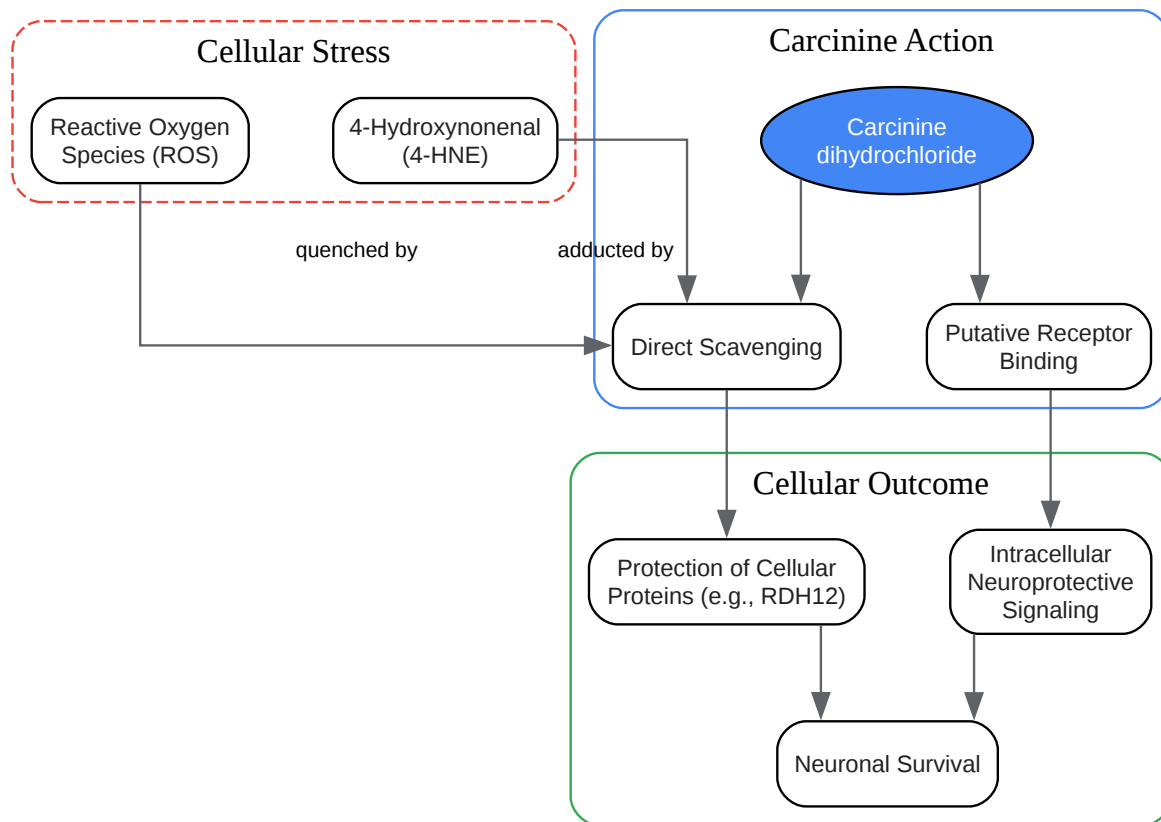 Cellular Stress
Reactive Oxygen
Species (ROS)
4-Hydroxynonenal
(4-HNE)
Carcinine Action
Carcinine
dihydrochloride
quenched by
adducted by
Direct Scavenging
Putative Receptor
Binding
Cellular Outcome
Protection of Cellular
Proteins (e.g., RDH12)
Intracellular
Neuroprotective
Signaling
Neuronal Survival